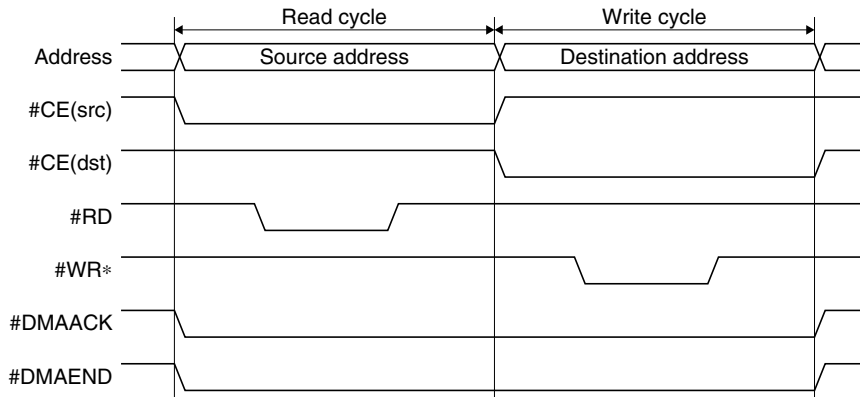 Read cycle Write cycle
Address Source address Destination address
#CE(src)
#CE(dst)
#RD
#WR*
#DMAACK
#DMAEND